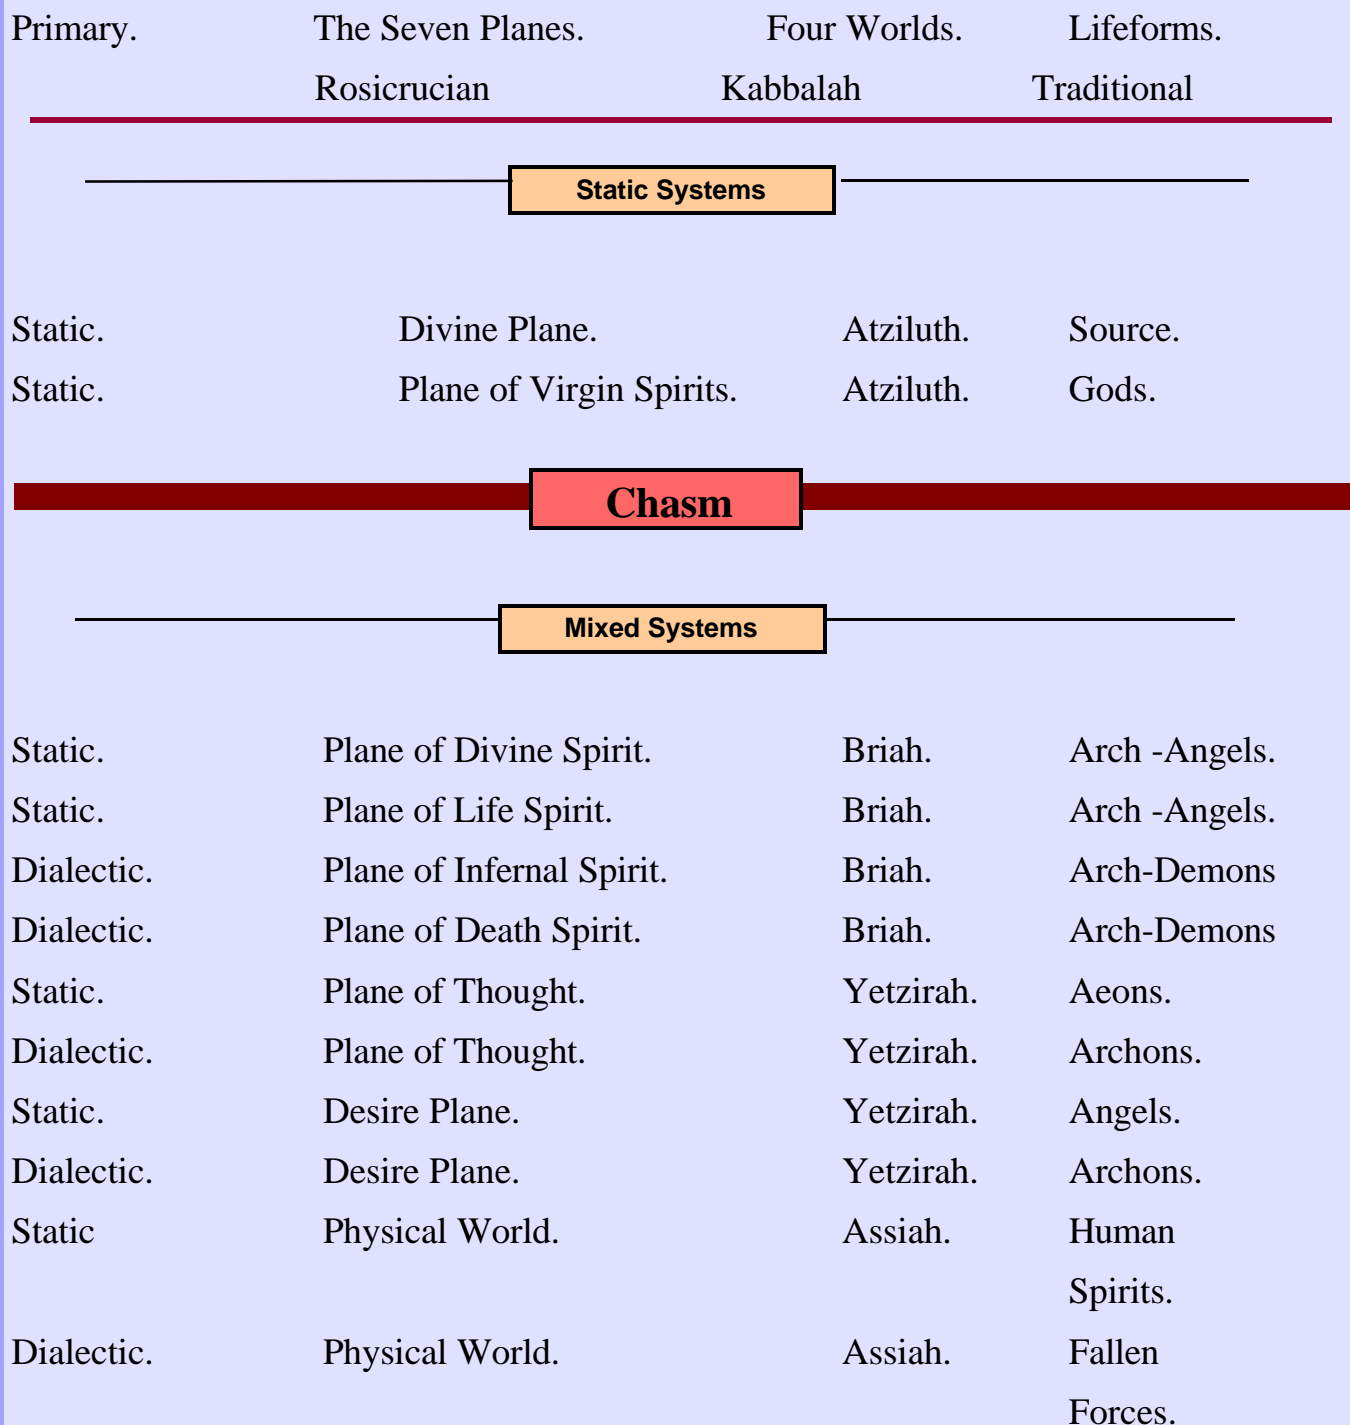 Primary. The Seven Planes. Four Worlds. Lifeforms.
Rosicrucian Kabbalah Traditional
Static Systems
Static. Divine Plane. Atziluth. Source.
Static. Plane of Virgin Spirits. Atziluth. Gods.
Chasm
Mixed Systems
Static. Plane of Divine Spirit. Briah. Arch -Angels.
Static. Plane of Life Spirit. Briah. Arch -Angels.
Dialectic. Plane of Infernal Spirit. Briah. Arch-Demons
Dialectic. Plane of Death Spirit. Briah. Arch-Demons
Static. Plane of Thought. Yetzirah. Aeons.
Dialectic. Plane of Thought. Yetzirah. Archons.
Static. Desire Plane. Yetzirah. Angels.
Dialectic. Desire Plane. Yetzirah. Archons.
Static Physical World. Assiah. Human
Spirits.
Dialectic. Physical World. Assiah. Fallen
Forces.